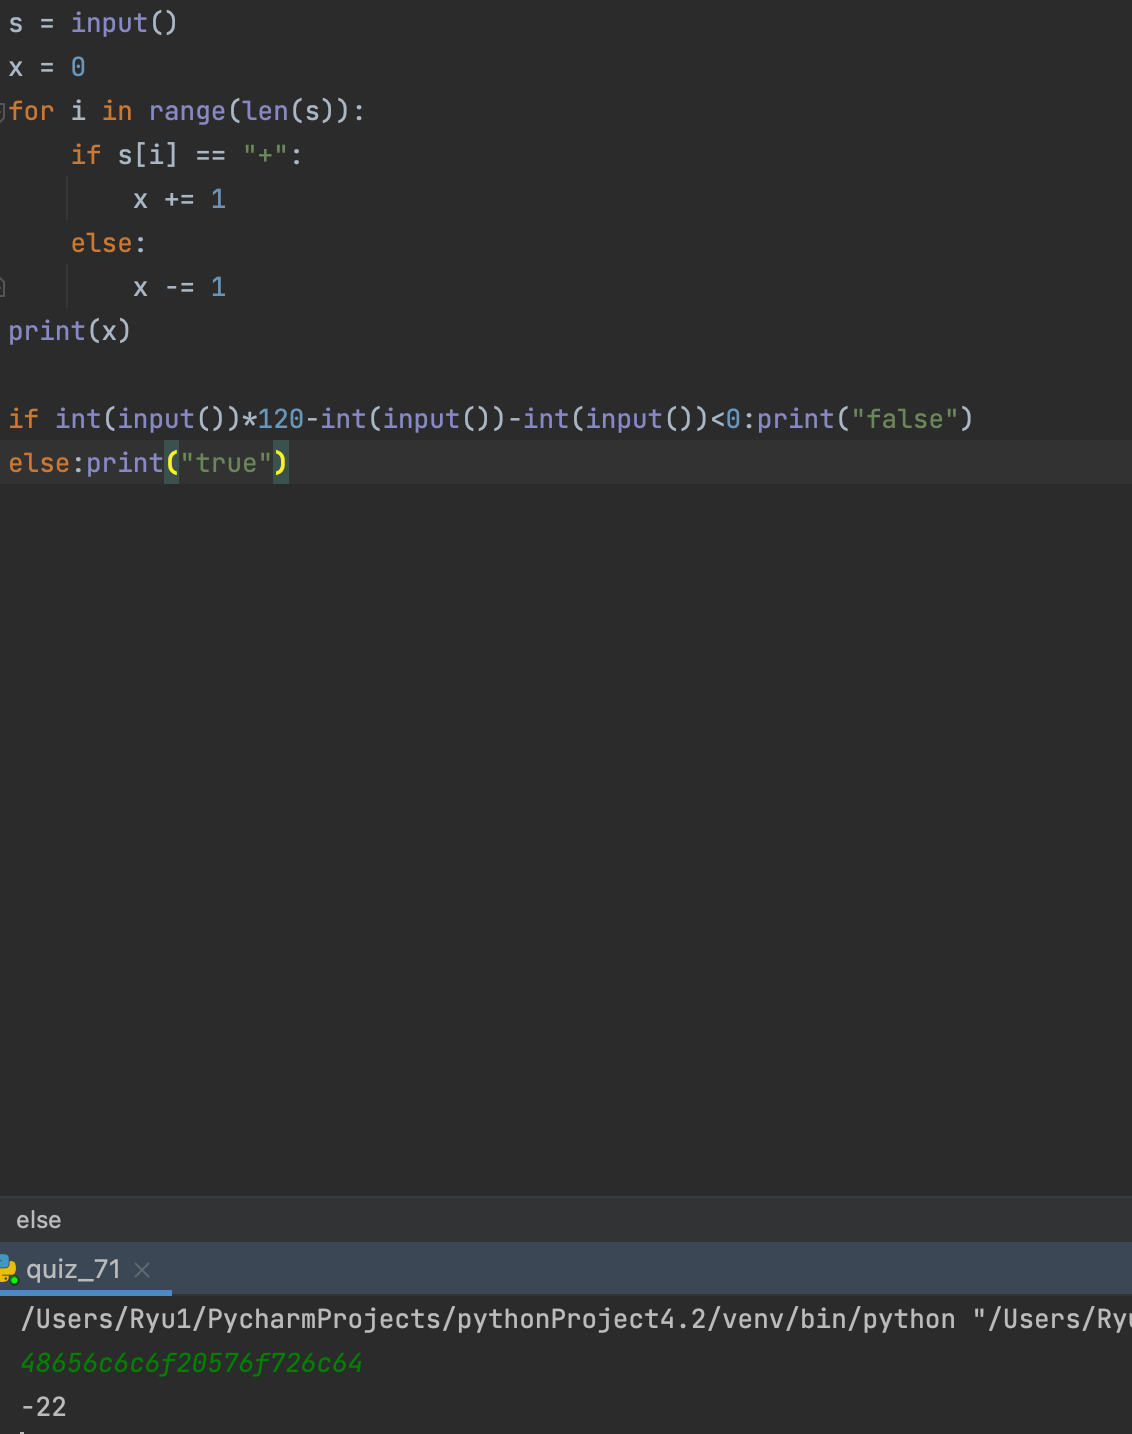 s = input()
x = 0
for i in range(len(s)):
    if s[i] == "+":
        x += 1
    else:
        x -= 1
print(x)

if int(input())*120-int(input())-int(input())<0:print("false")
else:print("true")
else
quiz_71
/Users/Ryu1/PycharmProjects/pythonProject4.2/venv/bin/python "/Users/Ryu
48656c6c6f20576f726c64
-22